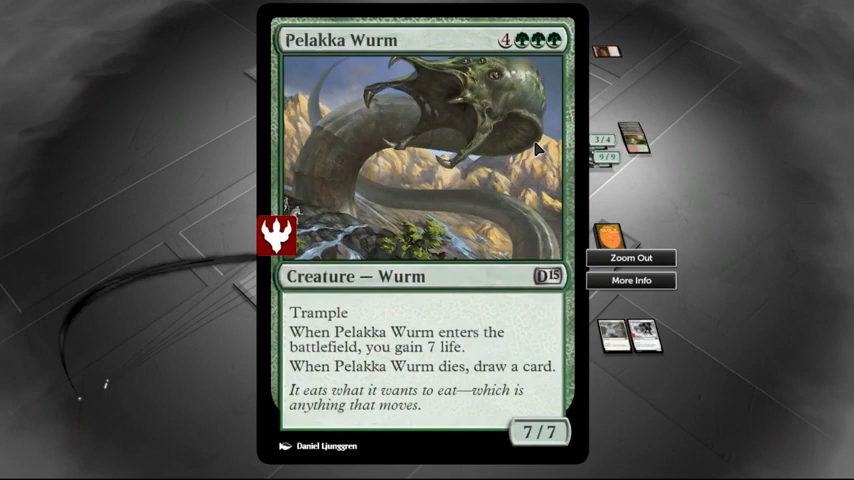 Pelakka Wurm 4
3/4
9/9
Zoom Out
Creature — Wurm D15
More Info
Trample
When Pelakka Wurm enters the
battlefield, you gain 7 life.
When Pelakka Wurm dies, draw a card.
It eats what it wants to eat—which is
anything that moves.
7/7
Daniel Ljunggren